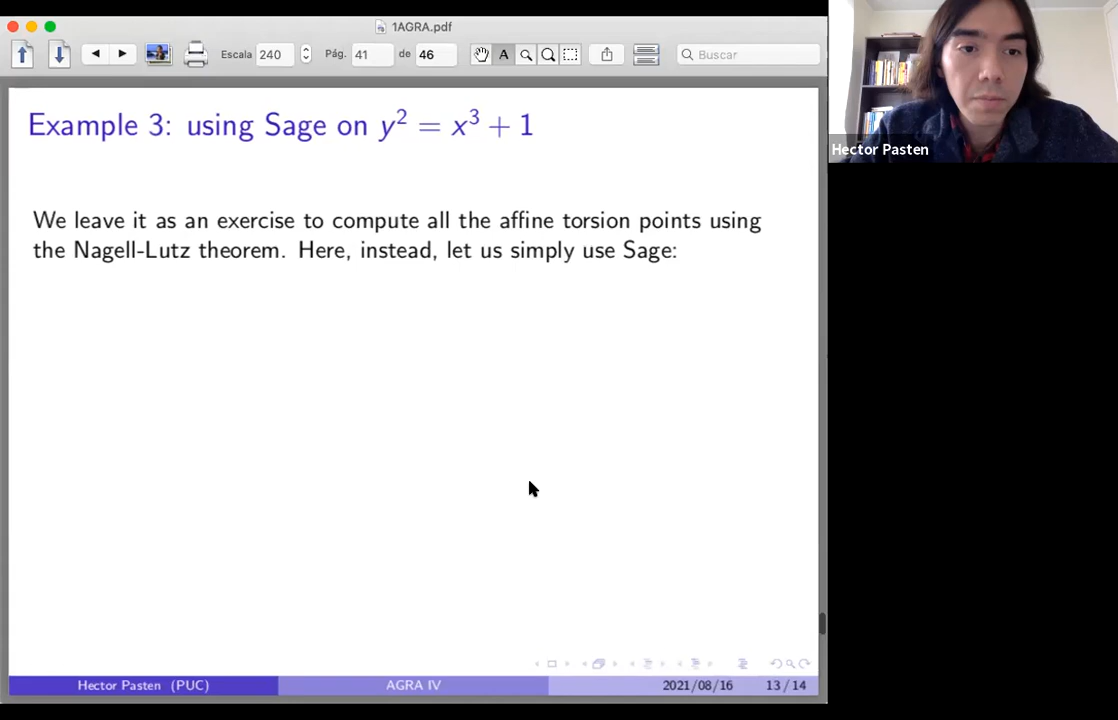 1AGRA.pdf
Escala 240 Pág. 41 de 46 A Buscar
Example 3: using Sage on y² = x³ + 1
We leave it as an exercise to compute all the affine torsion points using
the Nagell-Lutz theorem. Here, instead, let us simply use Sage:
Hector Pasten (PUC) AGRA IV 2021/08/16 13/14
Hector Pasten